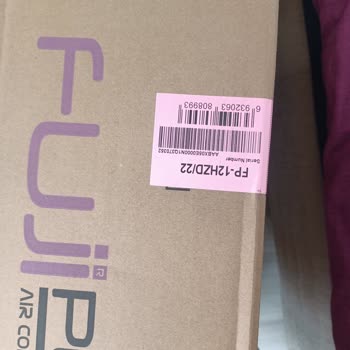 FUJI
R
AIR CO
FP-12HZD/22
Serial Number
6 932063 808993